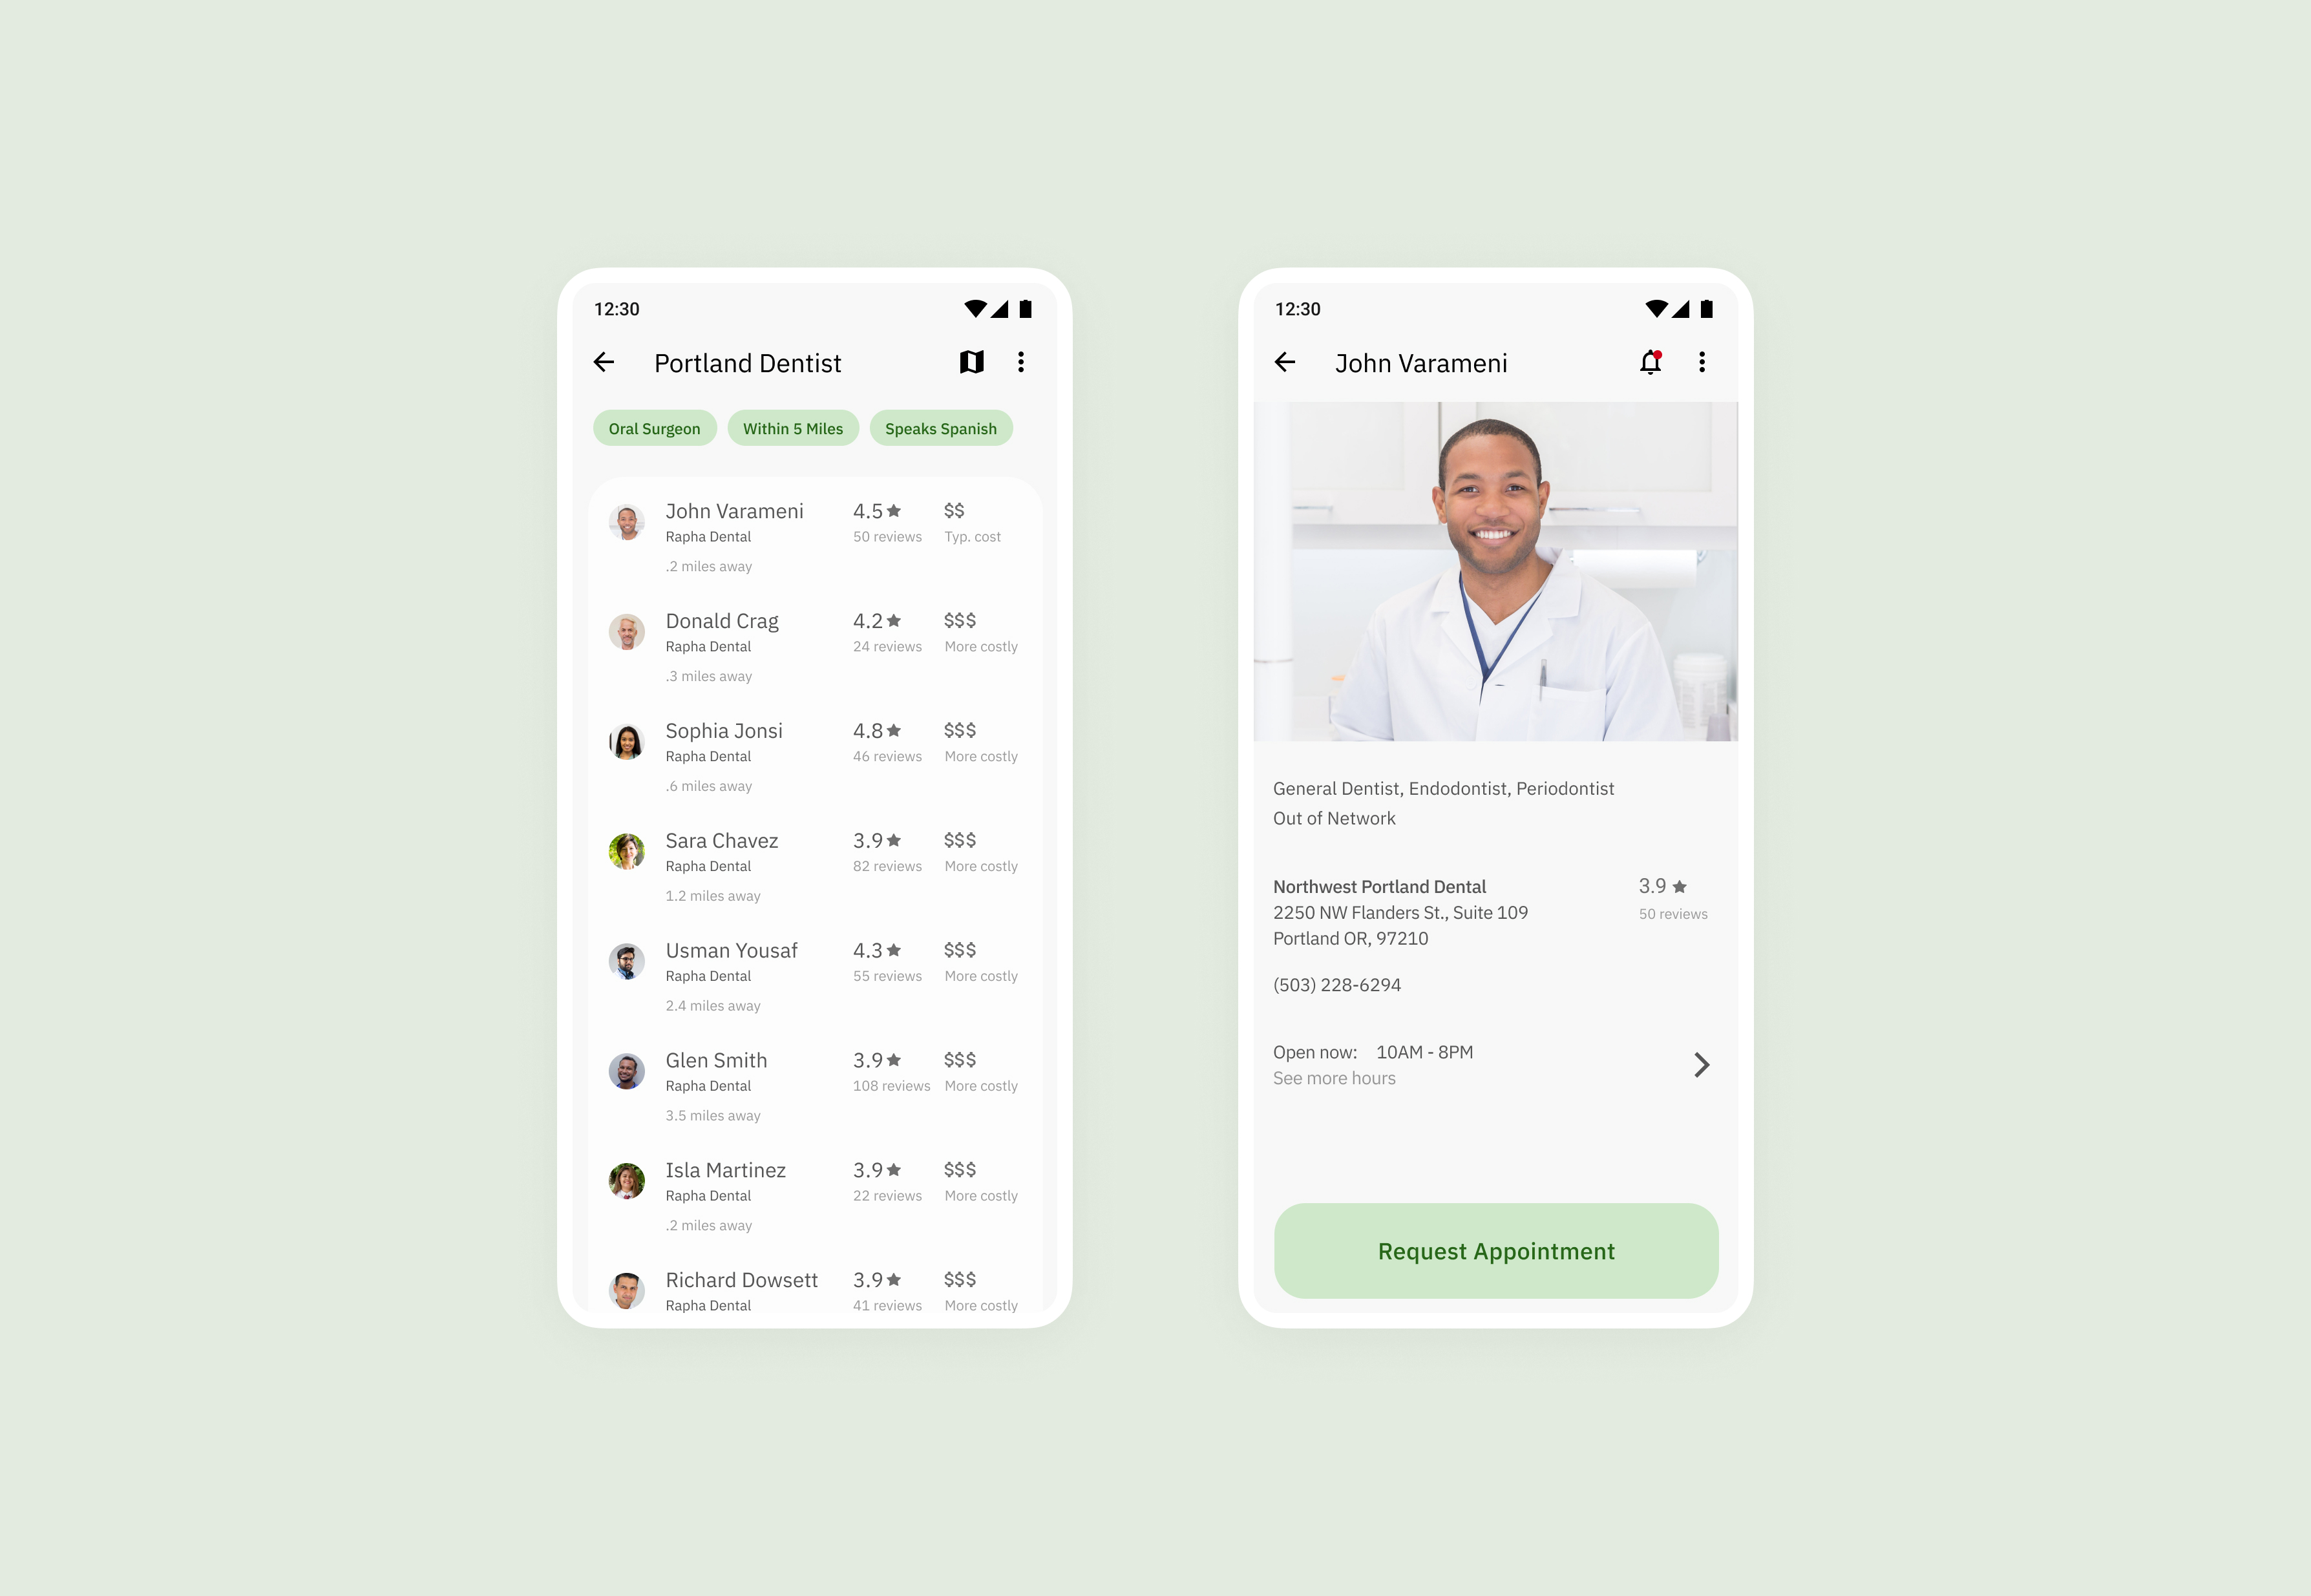 12:30
Portland Dentist
Oral Surgeon Within 5 Miles Speaks Spanish
John Varameni 4.5 $$
Rapha Dental 50 reviews Typ. cost
.2 miles away
Donald Crag 4.2 $$$
Rapha Dental 24 reviews More costly
.3 miles away
Sophia Jonsi 4.8 $$$
Rapha Dental 46 reviews More costly
.6 miles away
Sara Chavez 3.9 $$$
Rapha Dental 82 reviews More costly
1.2 miles away
Usman Yousaf 4.3 $$$
Rapha Dental 55 reviews More costly
2.4 miles away
Glen Smith 3.9 $$$
Rapha Dental 108 reviews More costly
3.5 miles away
Isla Martinez 3.9 $$$
Rapha Dental 22 reviews More costly
.2 miles away
Richard Dowsett 3.9 $$$
Rapha Dental 41 reviews More costly
12:30
John Varameni
General Dentist, Endodontist, Periodontist
Out of Network
Northwest Portland Dental 3.9
2250 NW Flanders St., Suite 109 50 reviews
Portland OR, 97210
(503) 228-6294
Open now: 10AM - 8PM
See more hours
Request Appointment